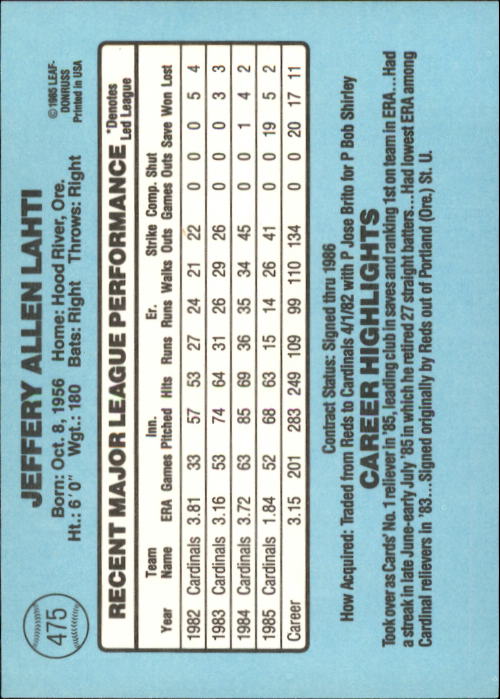 475
JEFFERY ALLEN LAHTI
© 1985 LEAF-
DONRUSS
Printed in USA
Born: Oct. 8, 1956 Home: Hood River, Ore.
Ht.: 6'0" Wgt.: 180 Bats: Right Throws: Right
RECENT MAJOR LEAGUE PERFORMANCE *Denotes
Led League
Team Inn. Er. Strike Comp. Shut
Year Name ERA Games Pitched Hits Runs Runs Walks Outs Games Outs Save Won Lost
1982 Cardinals 3.81 33 57 53 27 24 21 22 0 0 0 5 4
1983 Cardinals 3.16 53 74 64 31 26 29 26 0 0 0 3 3
1984 Cardinals 3.72 63 85 69 36 35 34 45 0 0 1 4 2
1985 Cardinals 1.84 52 68 63 15 14 26 41 0 0 19 5 2
Career 3.15 201 283 249 109 99 110 134 0 0 20 17 11
Contract Status: Signed thru 1986
How Acquired: Traded from Reds to Cardinals 4/1/82 with P Jose Brito for P Bob Shirley
CAREER HIGHLIGHTS
Took over as Cards' No. 1 reliever in '85, leading club in saves and ranking 1st on team in ERA...Had
a streak in late June-early July '85 in which he retired 27 straight batters...Had lowest ERA among
Cardinal relievers in '83...Signed originally by Reds out of Portland (Ore.) St. U.